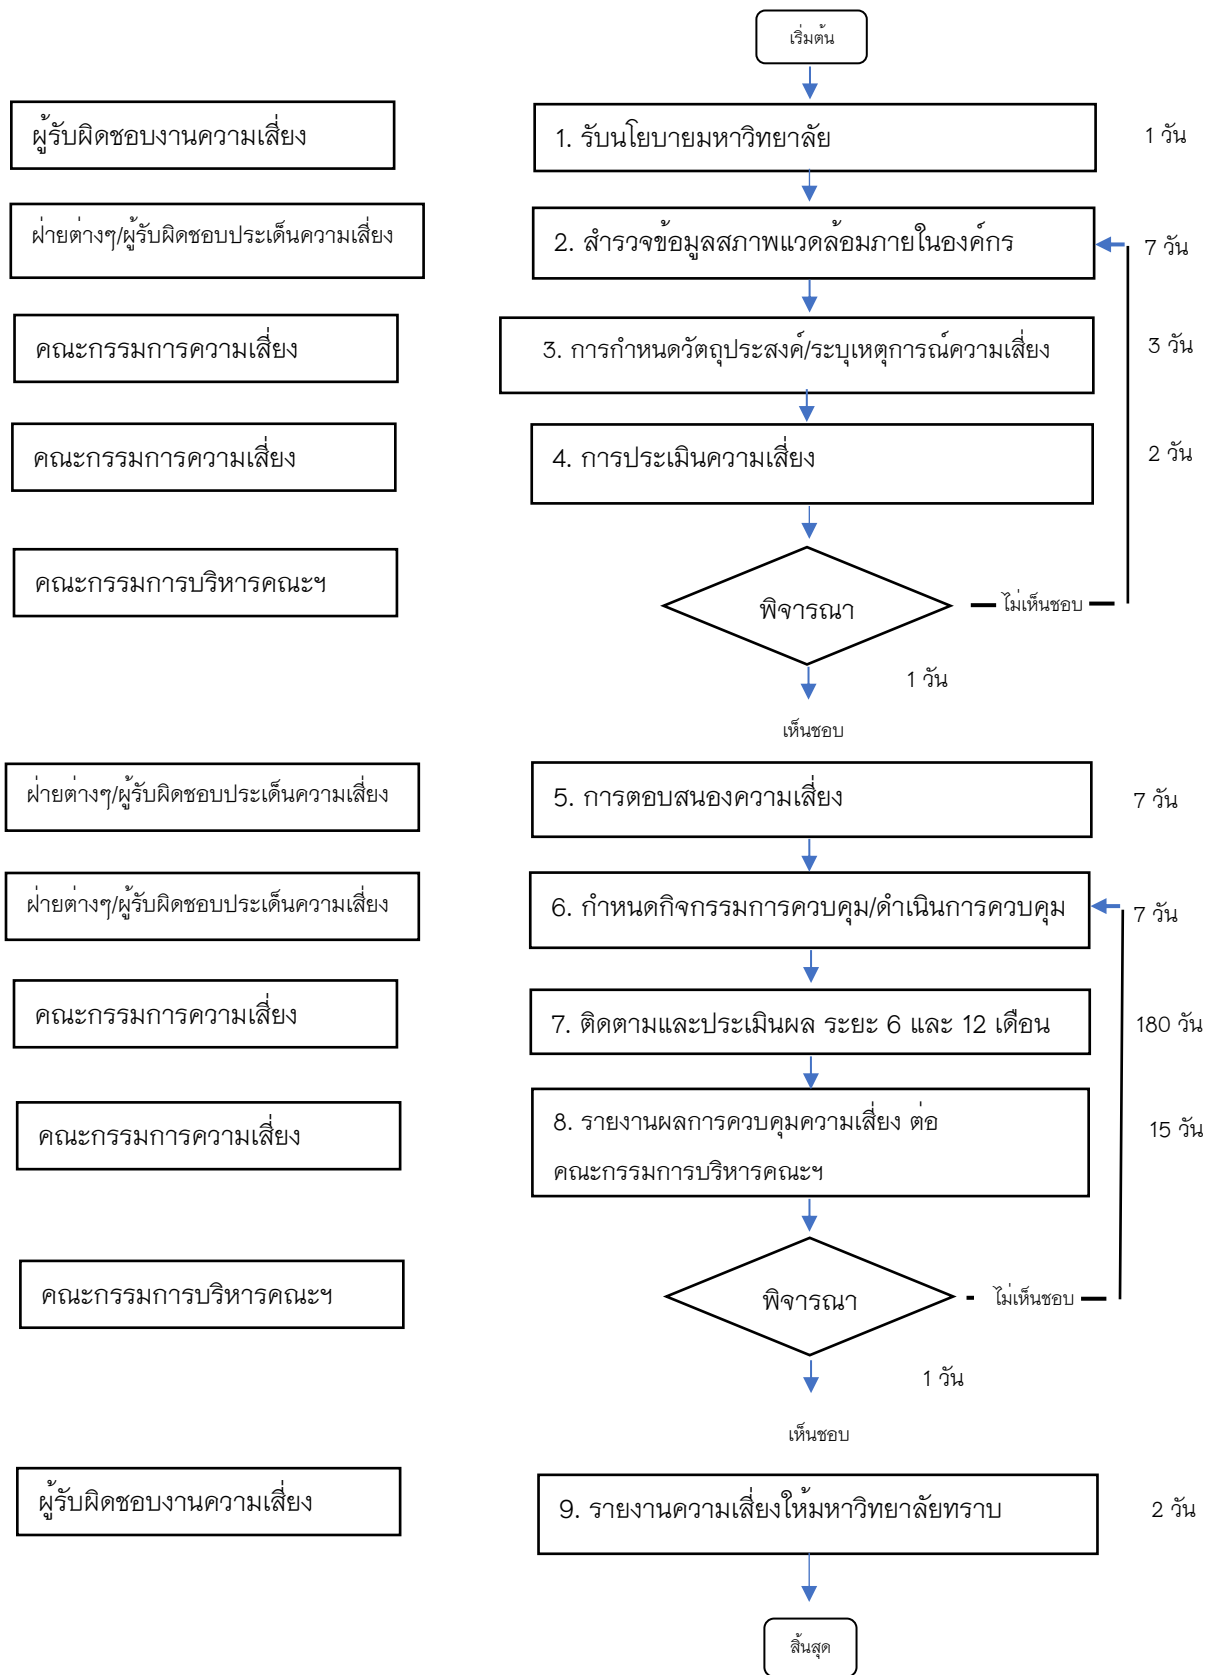 เริ่มต้น
ผู้รับผิดชอบงานความเสี่ยง
1. รับนโยบายมหาวิทยาลัย
1 วัน
ฝ่ายต่างๆ/ผู้รับผิดชอบประเด็นความเสี่ยง
2. สำรวจข้อมูลสภาพแวดล้อมภายในองค์กร
7 วัน
คณะกรรมการความเสี่ยง
3. การกำหนดวัตถุประสงค์/ระบุเหตุการณ์ความเสี่ยง
3 วัน
คณะกรรมการความเสี่ยง
4. การประเมินความเสี่ยง
2 วัน
คณะกรรมการบริหารคณะฯ
พิจารณา
ไม่เห็นชอบ
1 วัน
เห็นชอบ
ฝ่ายต่างๆ/ผู้รับผิดชอบประเด็นความเสี่ยง
5. การตอบสนองความเสี่ยง
7 วัน
ฝ่ายต่างๆ/ผู้รับผิดชอบประเด็นความเสี่ยง
6. กำหนดกิจกรรมการควบคุม/ดำเนินการควบคุม
7 วัน
คณะกรรมการความเสี่ยง
7. ติดตามและประเมินผล ระยะ 6 และ 12 เดือน
180 วัน
คณะกรรมการความเสี่ยง
8. รายงานผลการควบคุมความเสี่ยง ต่อ
คณะกรรมการบริหารคณะฯ
15 วัน
คณะกรรมการบริหารคณะฯ
พิจารณา
ไม่เห็นชอบ
1 วัน
เห็นชอบ
ผู้รับผิดชอบงานความเสี่ยง
9. รายงานความเสี่ยงให้มหาวิทยาลัยทราบ
2 วัน
สิ้นสุด